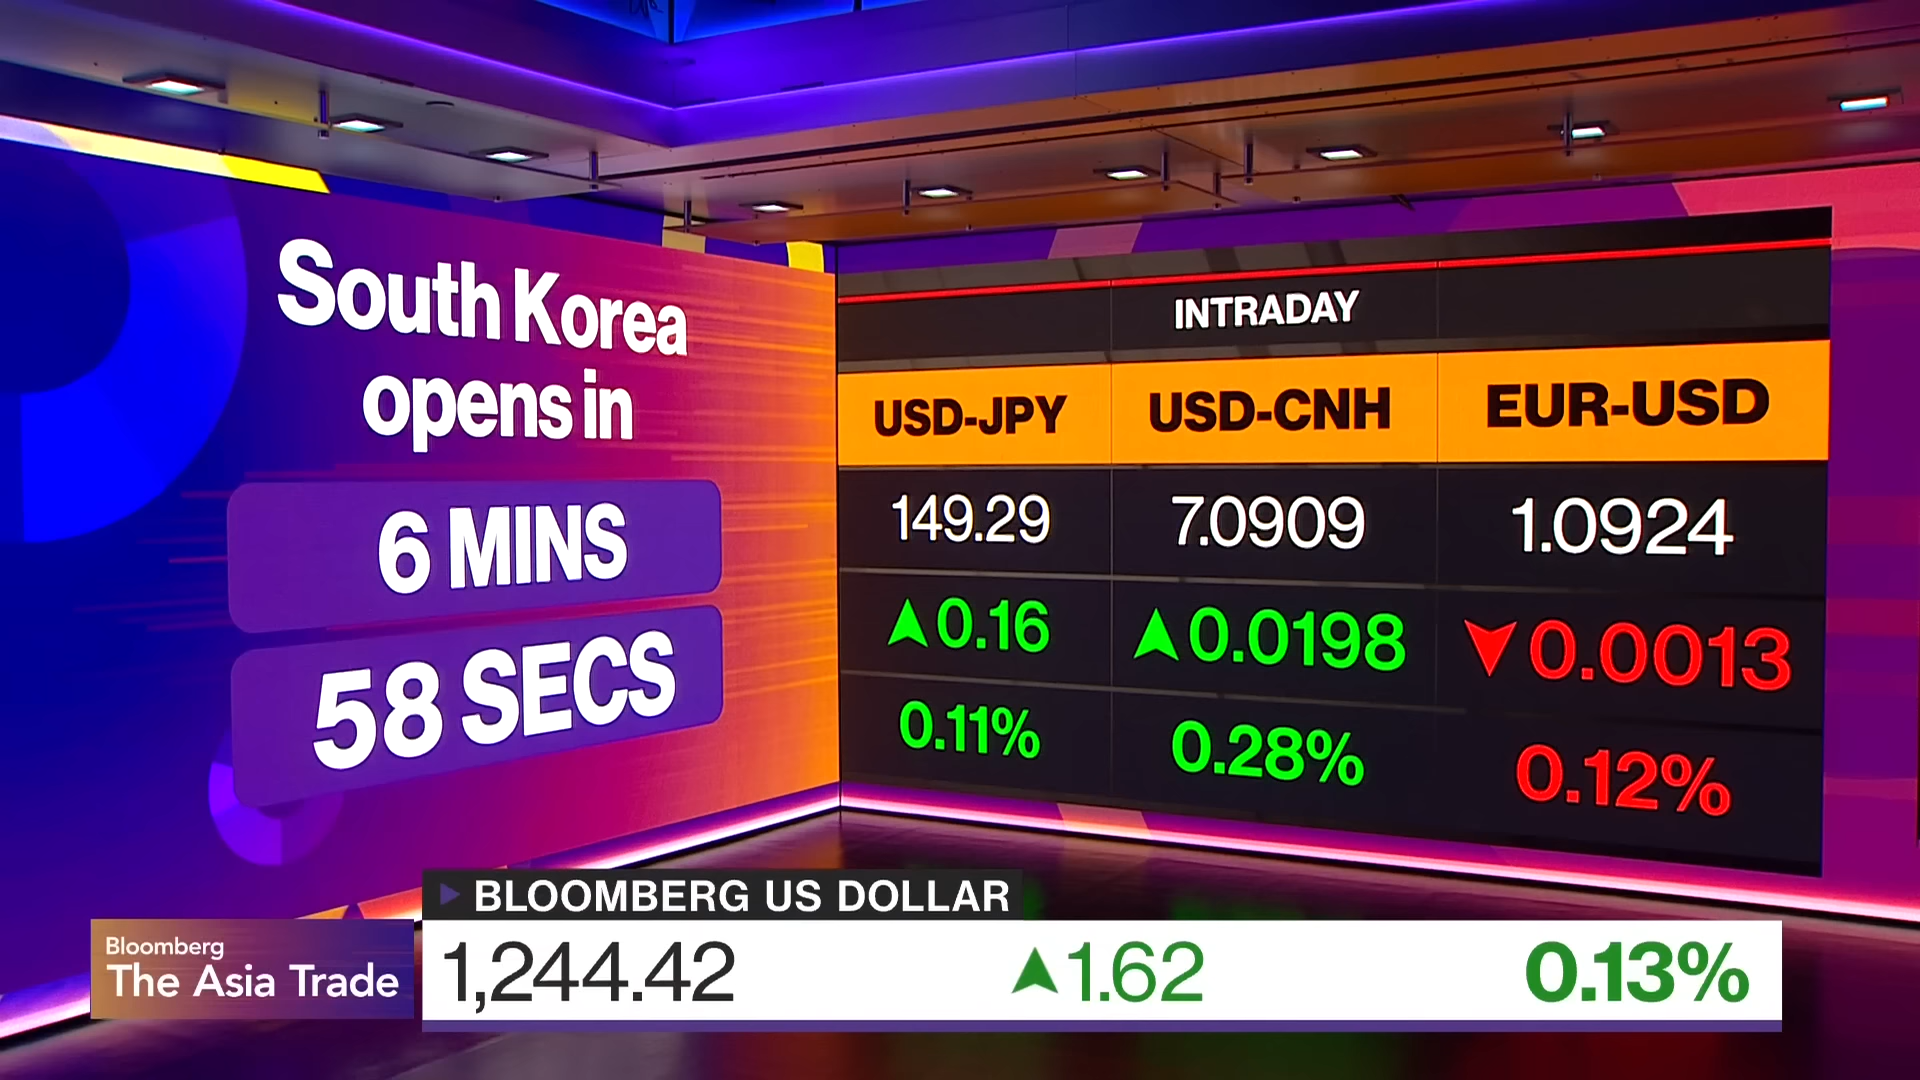 South Korea
opens in
6 MINS
58 SECS
INTRADAY
USD-JPY USD-CNH EUR-USD
149.29 7.0909 1.0924
▲0.16 ▲0.0198 ▼0.0013
0.11% 0.28% 0.12%
BLOOMBERG US DOLLAR
Bloomberg
The Asia Trade
1,244.42 ▲1.62 0.13%